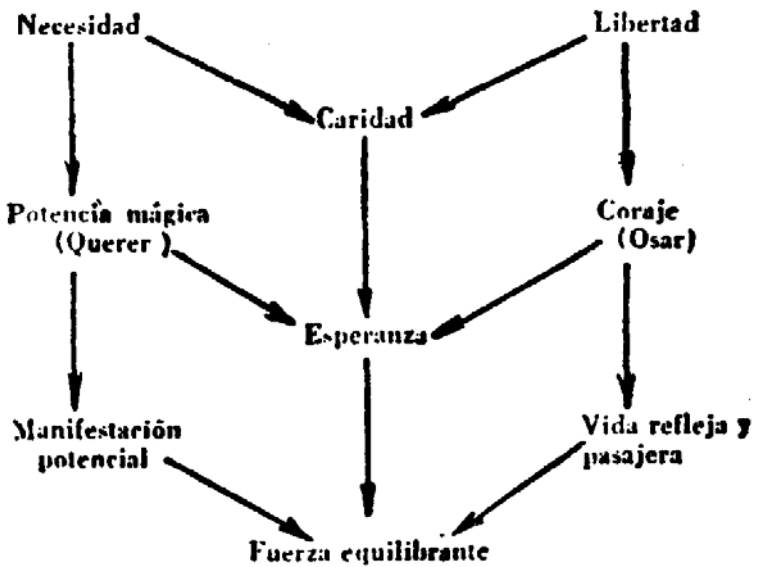 Necesidad
Libertad
Caridad
Potencia mágica
(Querer )
Coraje
(Osar)
Esperanza
Manifestación
potencial
Vida refleja y
pasajera
Fuerza equilibrante